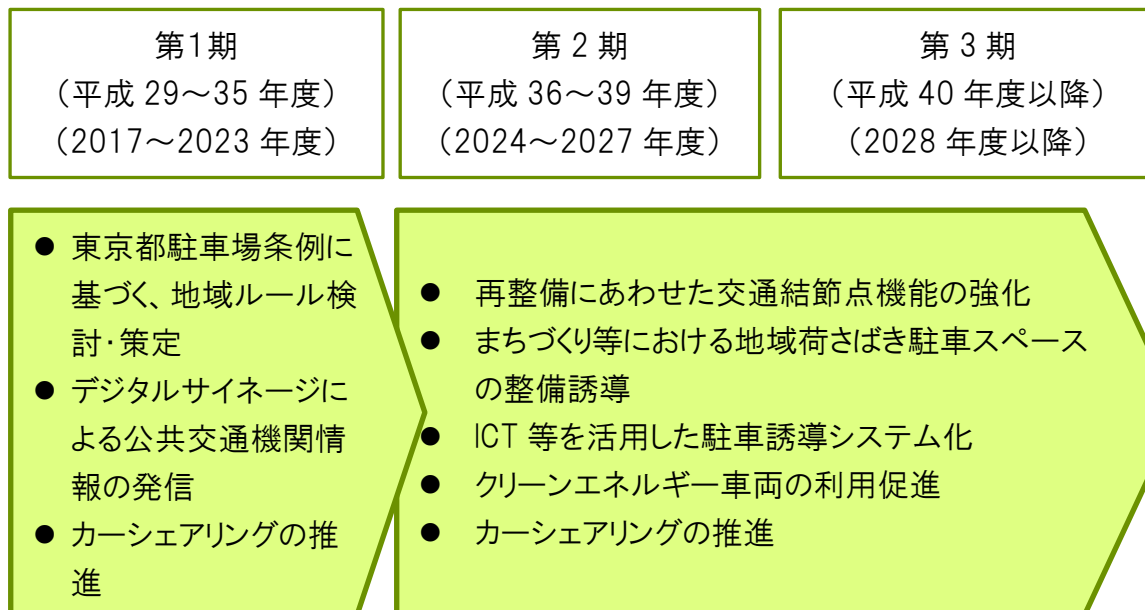 第1期
（平成 29～35 年度）
（2017～2023 年度）
第 2 期
（平成 36～39 年度）
（2024～2027 年度）
第 3 期
（平成 40 年度以降）
（2028 年度以降）
● 東京都駐車場条例に
基づく、地域ルール検
討・策定
● デジタルサイネージに
よる公共交通機関情
報の発信
● カーシェアリングの推
進
● 再整備にあわせた交通結節点機能の強化
● まちづくり等における地域荷さばき駐車スペース
の整備誘導
● ICT 等を活用した駐車誘導システム化
● クリーンエネルギー車両の利用促進
● カーシェアリングの推進